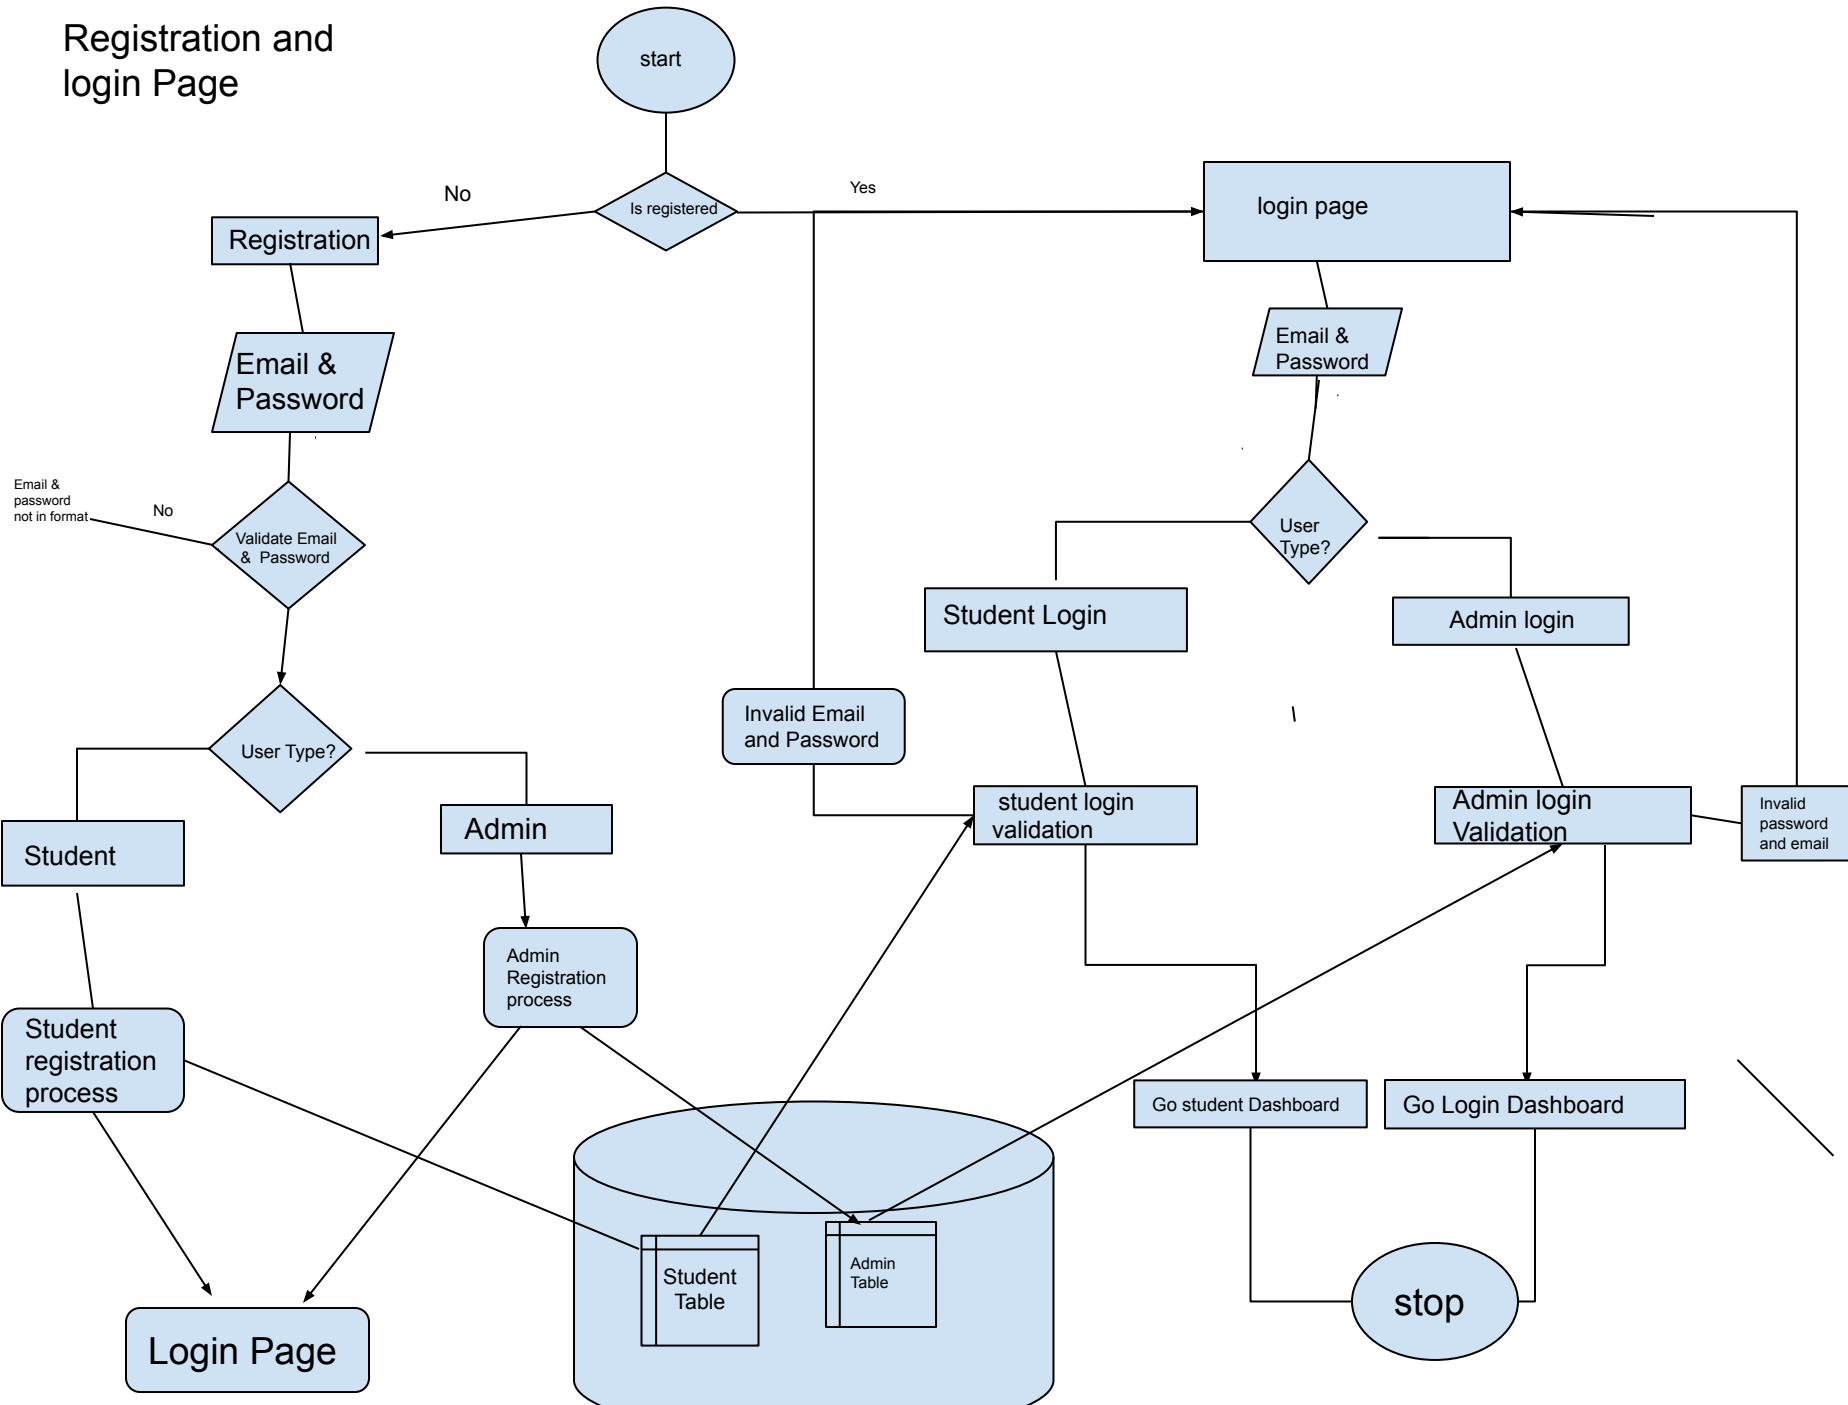 Registration and
login Page
start
No
Is registered
Yes
login page
Registration
Email &
Password
Email &
Password
Email &
password
not in format
No
Validate Email
& Password
User
Type?
Student Login
Admin login
User Type?
Invalid Email
and Password
student login
validation
Admin login
Validation
Invalid
password
and email
Student
Admin
Admin
Registration
process
Student
registration
process
Go student Dashboard
Go Login Dashboard
Student
Table
Admin
Table
stop
Login Page